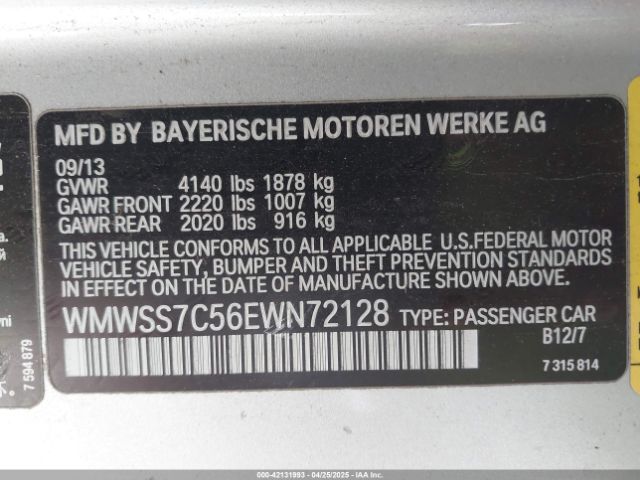 MFD BY BAYERISCHE MOTOREN WERKE AG
09/13
GVWR 4140 lbs 1878 kg
GAWR FRONT 2220 lbs 1007 kg
GAWR REAR 2020 lbs 916 kg
THIS VEHICLE CONFORMS TO ALL APPLICABLE U.S.FEDERAL MOTOR
VEHICLE SAFETY, BUMPER AND THEFT PREVENTION STANDARDS
IN EFFECT ON THE DATE OF MANUFACTURE SHOWN ABOVE.
WMWSS7C56EWN72128 TYPE: PASSENGER CAR
B12/7
7 315 814
7 594 879
000-42131993 - 04/25/2025 - IAA Inc.